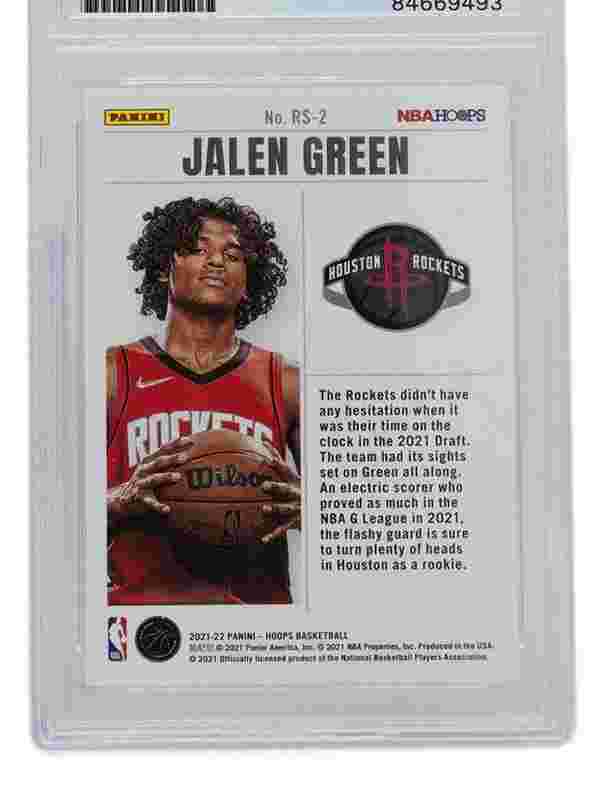 84669493
PANINI
No. RS-2
NBA HOOPS
JALEN GREEN
HOUSTON R ROCKETS
ROCKETS
Wilson
The Rockets didn't have
any hesitation when it
was their time on the
clock in the 2021 Draft.
The team had its sights
set on Green all along.
An electric scorer who
proved as much in the
NBA G League in 2021,
the flashy guard is sure
to turn plenty of heads
in Houston as a rookie.
2021-22 PANINI – HOOPS BASKETBALL
© 2021 Panini America, Inc. © 2021 NBA Properties, Inc. Produced in the USA.
© 2021 Officially licensed product of the National Basketball Players Association.